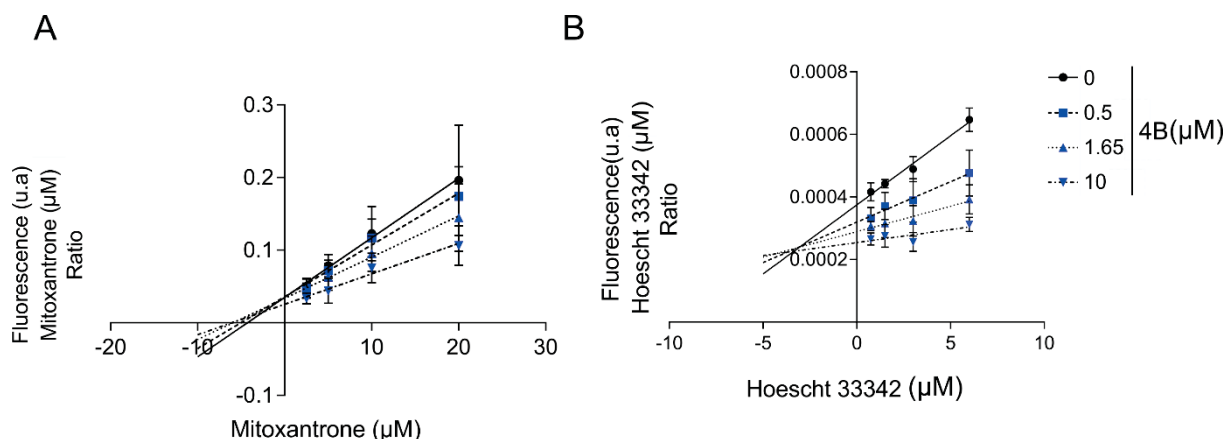 A
Fluorescence (u.a)
Mitoxantrone (µM)
Ratio
0.3
0.2
0.1
-0.1
-20
-10
0
10
20
30
Mitoxantrone (µM)
B
Fluorescence(u.a)
Hoescht 33342 (µM)
Ratio
0.0008
0.0006
0.0004
0.0002
-10
-5
0
5
10
Hoescht 33342 (µM)
0
0.5
1.65
10
4B(µM)